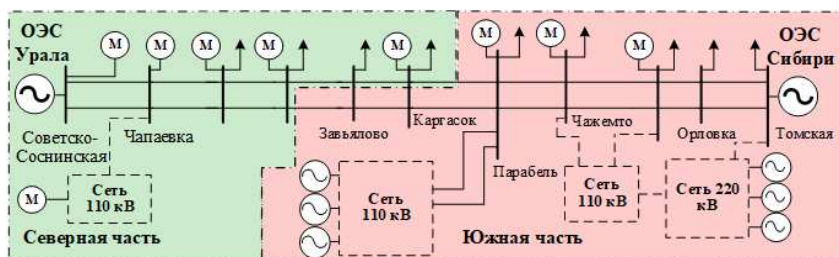 ОЭС
Урала
М
М
М
М
М
М
М
М
ОЭС
Сибири
Советско-
Соснинская
Чапаевка
Завьялово
Каргасок
Парабель
Чажемто
Орловка
Томская
М
Сеть
110 кВ
Сеть
110 кВ
Сеть
110 кВ
Сеть 220
кВ
Северная часть
Южная часть